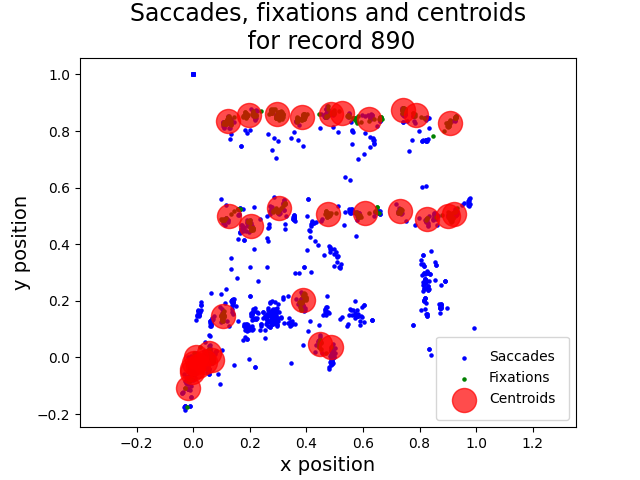 Saccades, fixations and centroids
for record 890
y position
1.0
0.8
0.6
0.4
0.2
0.0
−0.2
−0.2 0.0 0.2 0.4 0.6 0.8 1.0 1.2
x position
Saccades
Fixations
Centroids